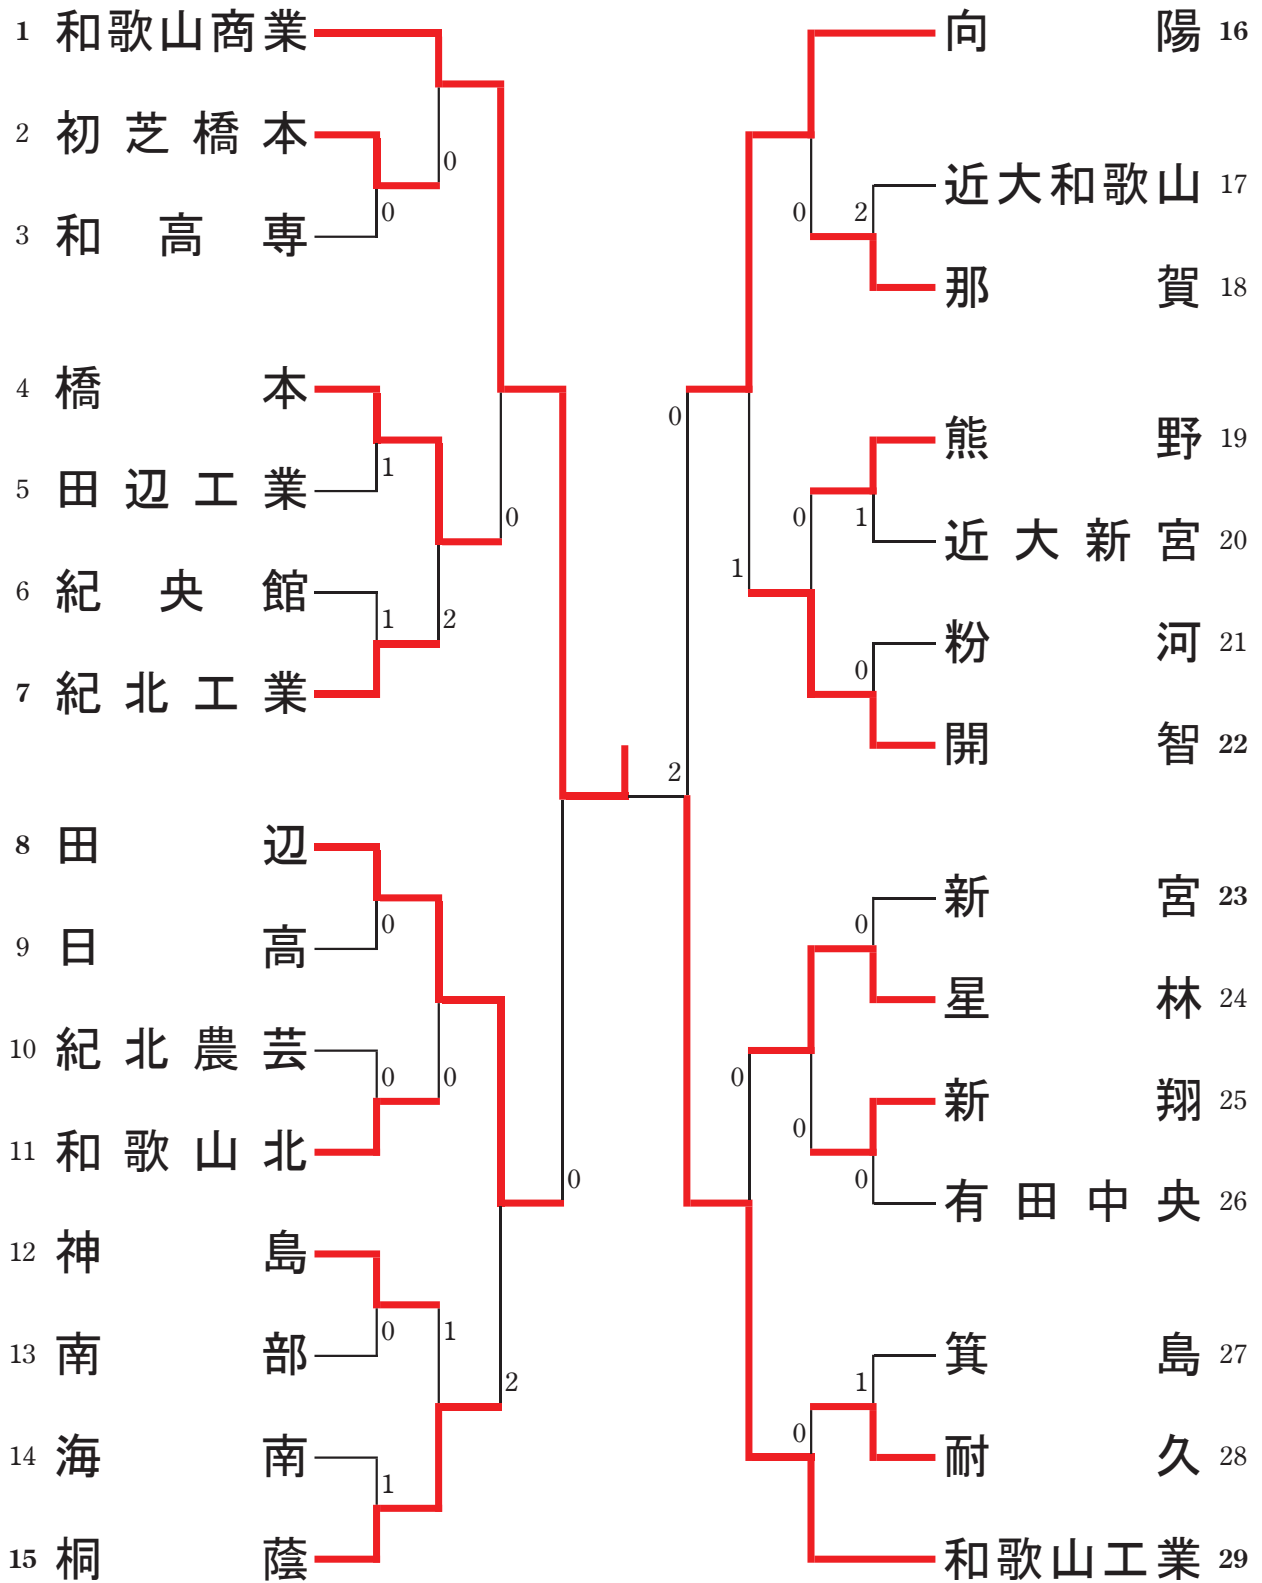 1 和歌山商業
2 初芝橋本
0
3 和高専
0
4 橋本
5 田辺工業
1
0
6 紀央館
1
2
7 紀北工業
8 田辺
9 日高
0
10 紀北農芸
0
0
11 和歌山北
0
12 神島
13 南部
0
1
2
14 海南
1
15 桐蔭
2
0
向陽 16
近大和歌山 17
2
0
那賀 18
熊野 19
0
1
近大新宮 20
1
粉河 21
0
開智 22
新宮 23
0
星林 24
0
新翔 25
0
0
有田中央 26
箕島 27
1
0
耐久 28
和歌山工業 29